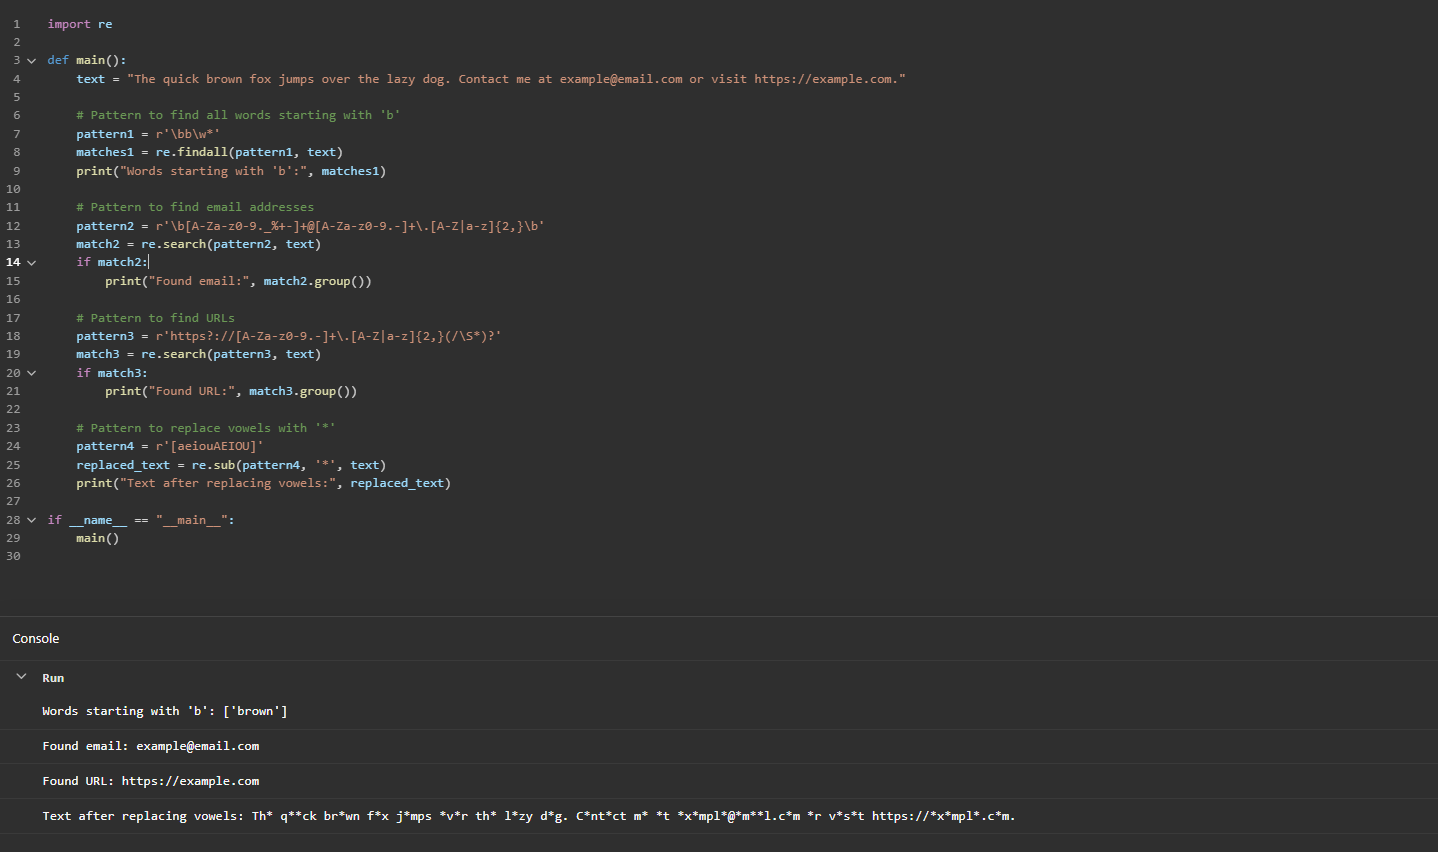 1 import re
2
3 def main():
4 text = "The quick brown fox jumps over the lazy dog. Contact me at example@email.com or visit https://example.com."
5
6 # Pattern to find all words starting with 'b'
7 pattern1 = r'\bb\w*'
8 matches1 = re.findall(pattern1, text)
9 print("Words starting with 'b':", matches1)
10
11 # Pattern to find email addresses
12 pattern2 = r'\b[A-Za-z0-9._%+-]+@[A-Za-z0-9.-]+\.[A-Z|a-z]{2,}\b'
13 match2 = re.search(pattern2, text)
14 if match2:
15 print("Found email:", match2.group())
16
17 # Pattern to find URLs
18 pattern3 = r'https?://[A-Za-z0-9.-]+\.[A-Z|a-z]{2,}(/\S*)?'
19 match3 = re.search(pattern3, text)
20 if match3:
21 print("Found URL:", match3.group())
22
23 # Pattern to replace vowels with '*'
24 pattern4 = r'[aeiouAEIOU]'
25 replaced_text = re.sub(pattern4, '*', text)
26 print("Text after replacing vowels:", replaced_text)
27
28 if __name__ == "__main__":
29 main()
30
Console
Run
Words starting with 'b': ['brown']
Found email: example@email.com
Found URL: https://example.com
Text after replacing vowels: Th* q**ck br*wn f*x j*mps *v*r th* l*zy d*g. C*nt*ct m* *t *x*mpl*@*m**l.c*m *r v*s*t https://*x*mpl*.c*m.